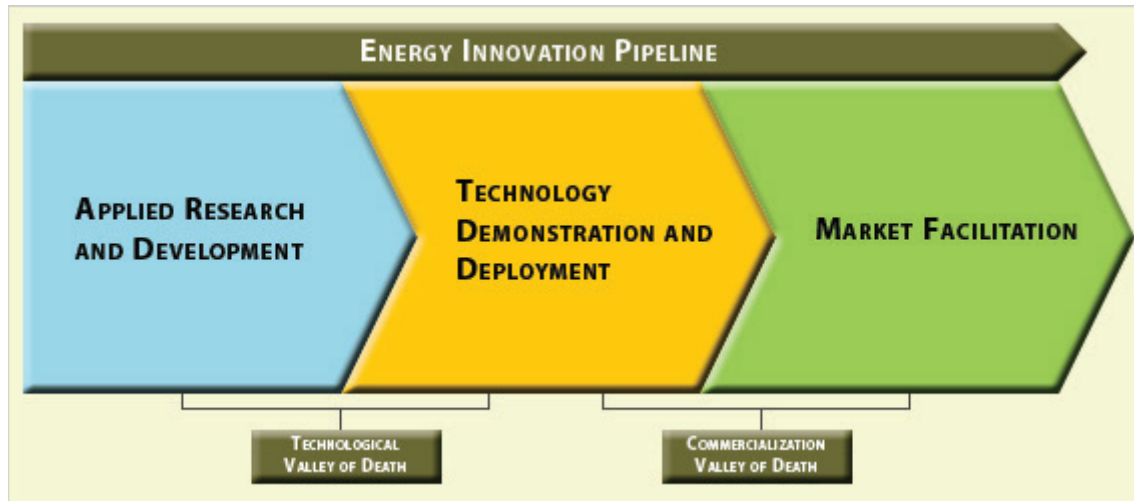 ENERGY INNOVATION PIPELINE
APPLIED RESEARCH
AND DEVELOPMENT
TECHNOLOGY
DEMONSTRATION AND
DEPLOYMENT
MARKET FACILITATION
TECHNOLOGICAL
VALLEY OF DEATH
COMMERCIALIZATION
VALLEY OF DEATH